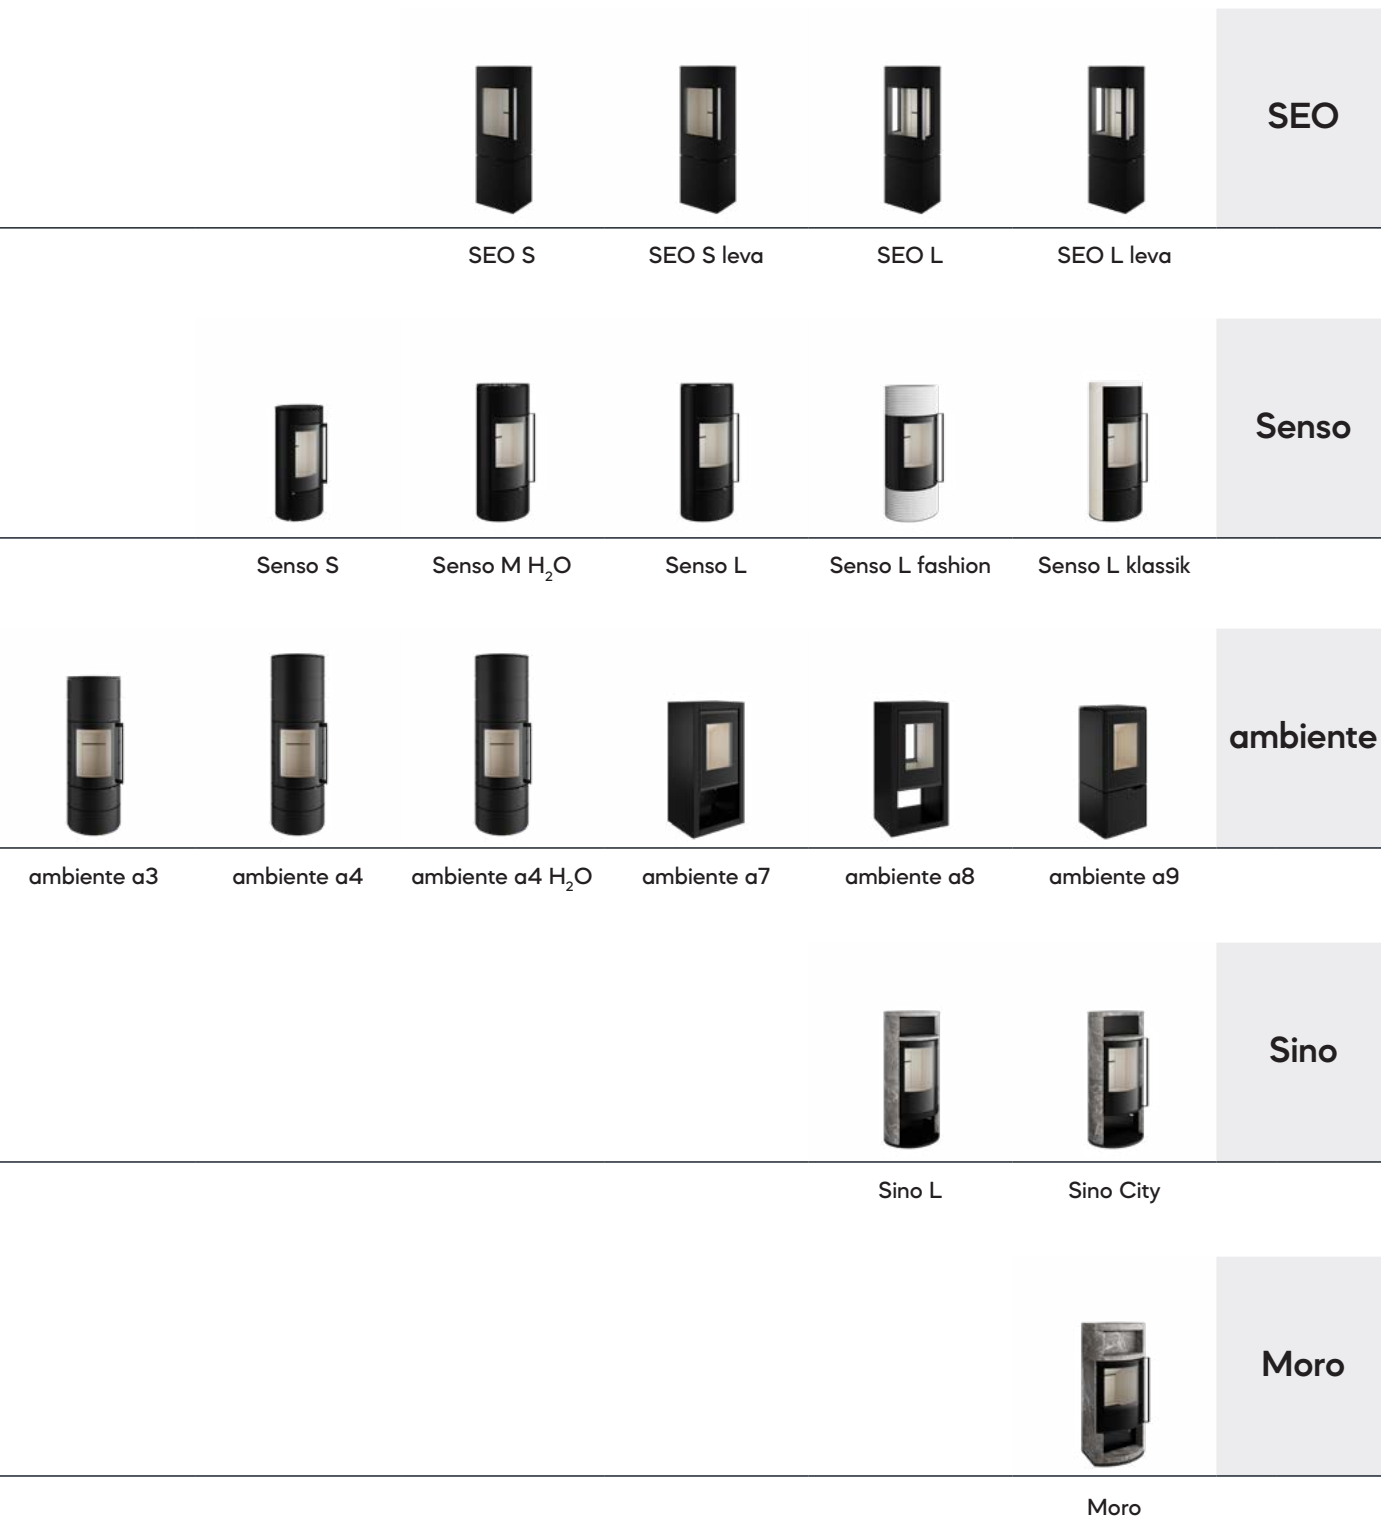 SEO
SEO S
SEO S leva
SEO L
SEO L leva
Senso
Senso S
Senso M H₂O
Senso L
Senso L fashion
Senso L klassik
ambiente
ambiente a3
ambiente a4
ambiente a4 H₂O
ambiente a7
ambiente a8
ambiente a9
Sino
Sino L
Sino City
Moro
Moro